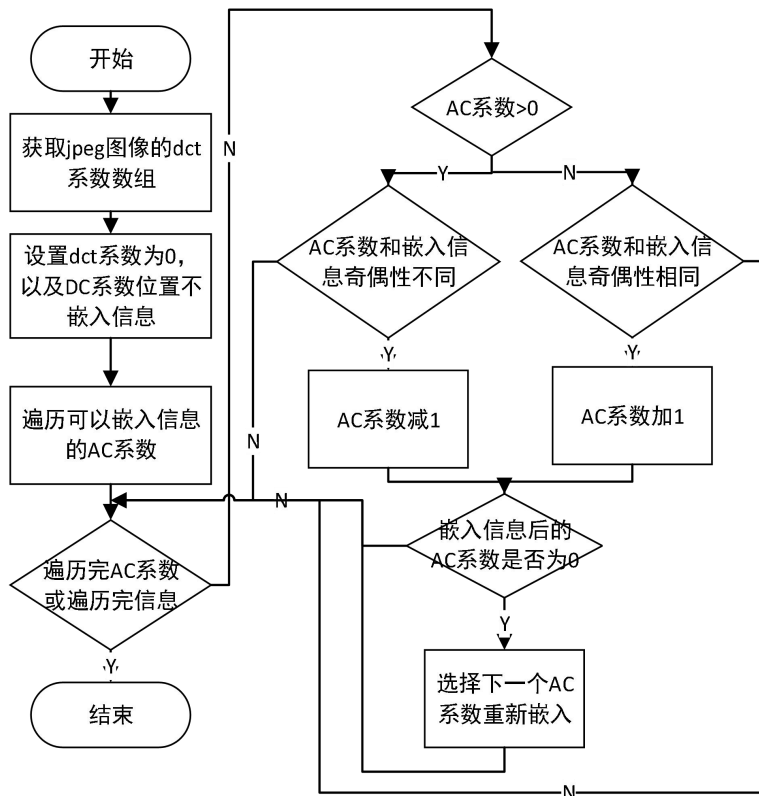 开始
获取jpeg图像的dct
系数数组
设置dct系数为0，
以及DC系数位置不
嵌入信息
遍历可以嵌入信息
的AC系数
遍历完AC系数
或遍历完信息
Y
结束
N
AC系数>0
Y
N
AC系数和嵌入信
息奇偶性不同
AC系数和嵌入信
息奇偶性相同
Y
Y
AC系数减1
AC系数加1
N
N
嵌入信息后的
AC系数是否为0
Y
选择下一个AC
系数重新嵌入
N